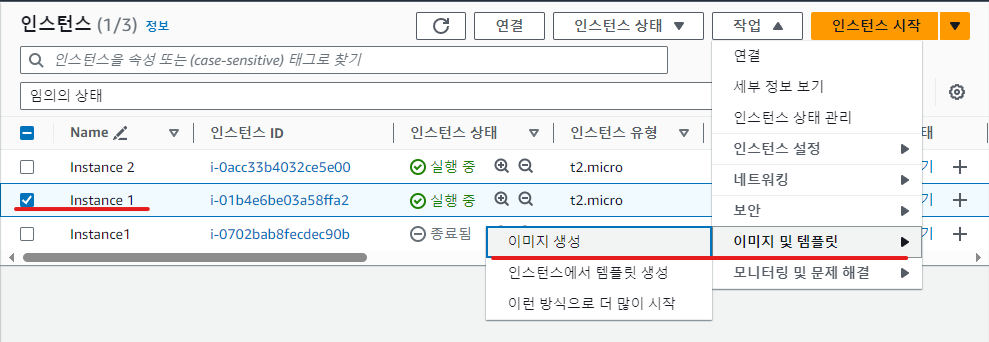 인스턴스 (1/3) 정보 연결 인스턴스 상태 작업 인스턴스 시작
인스턴스을 속성 또는 (case-sensitive) 태그로 찾기
임의의 상태
연결
세부 정보 보기
인스턴스 상태 관리
인스턴스 설정
네트워킹
보안
이미지 및 템플릿
모니터링 및 문제 해결
이미지 생성
인스턴스에서 템플릿 생성
이런 방식으로 더 많이 시작
Name 인스턴스 ID 인스턴스 상태 인스턴스 유형 태
Instance 2 i-0acc33b4032ce5e00 실행 중 t2.micro 기
Instance 1 i-01b4e6be03a58ffa2 실행 중 t2.micro 기
Instance1 i-0702bab8fecdec90b 종료됨 기